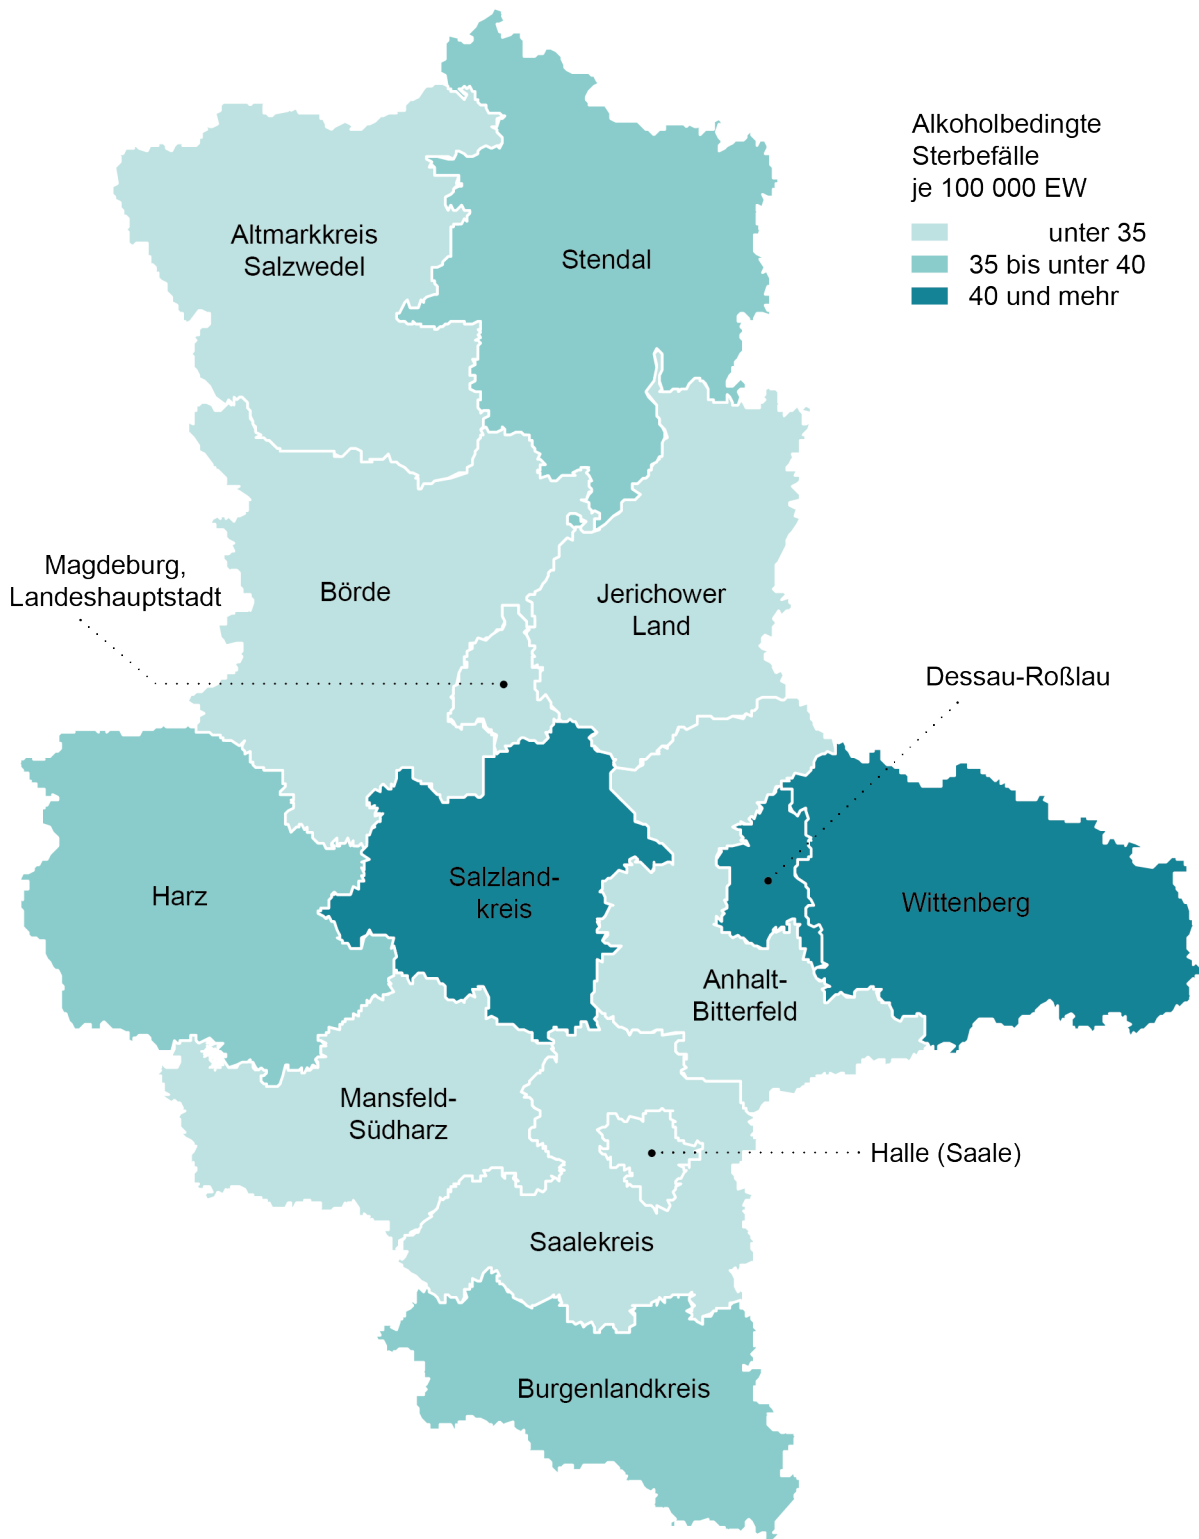 Alkoholbedingte
Sterbefälle
je 100 000 EW
unter 35
35 bis unter 40
40 und mehr
Altmarkkreis
Salzwedel
Stendal
Magdeburg,
Landeshauptstadt
Börde
Jerichower
Land
Dessau-Roßlau
Harz
Salzland-
kreis
Wittenberg
Anhalt-
Bitterfeld
Mansfeld-
Südharz
Halle (Saale)
Saalekreis
Burgenlandkreis